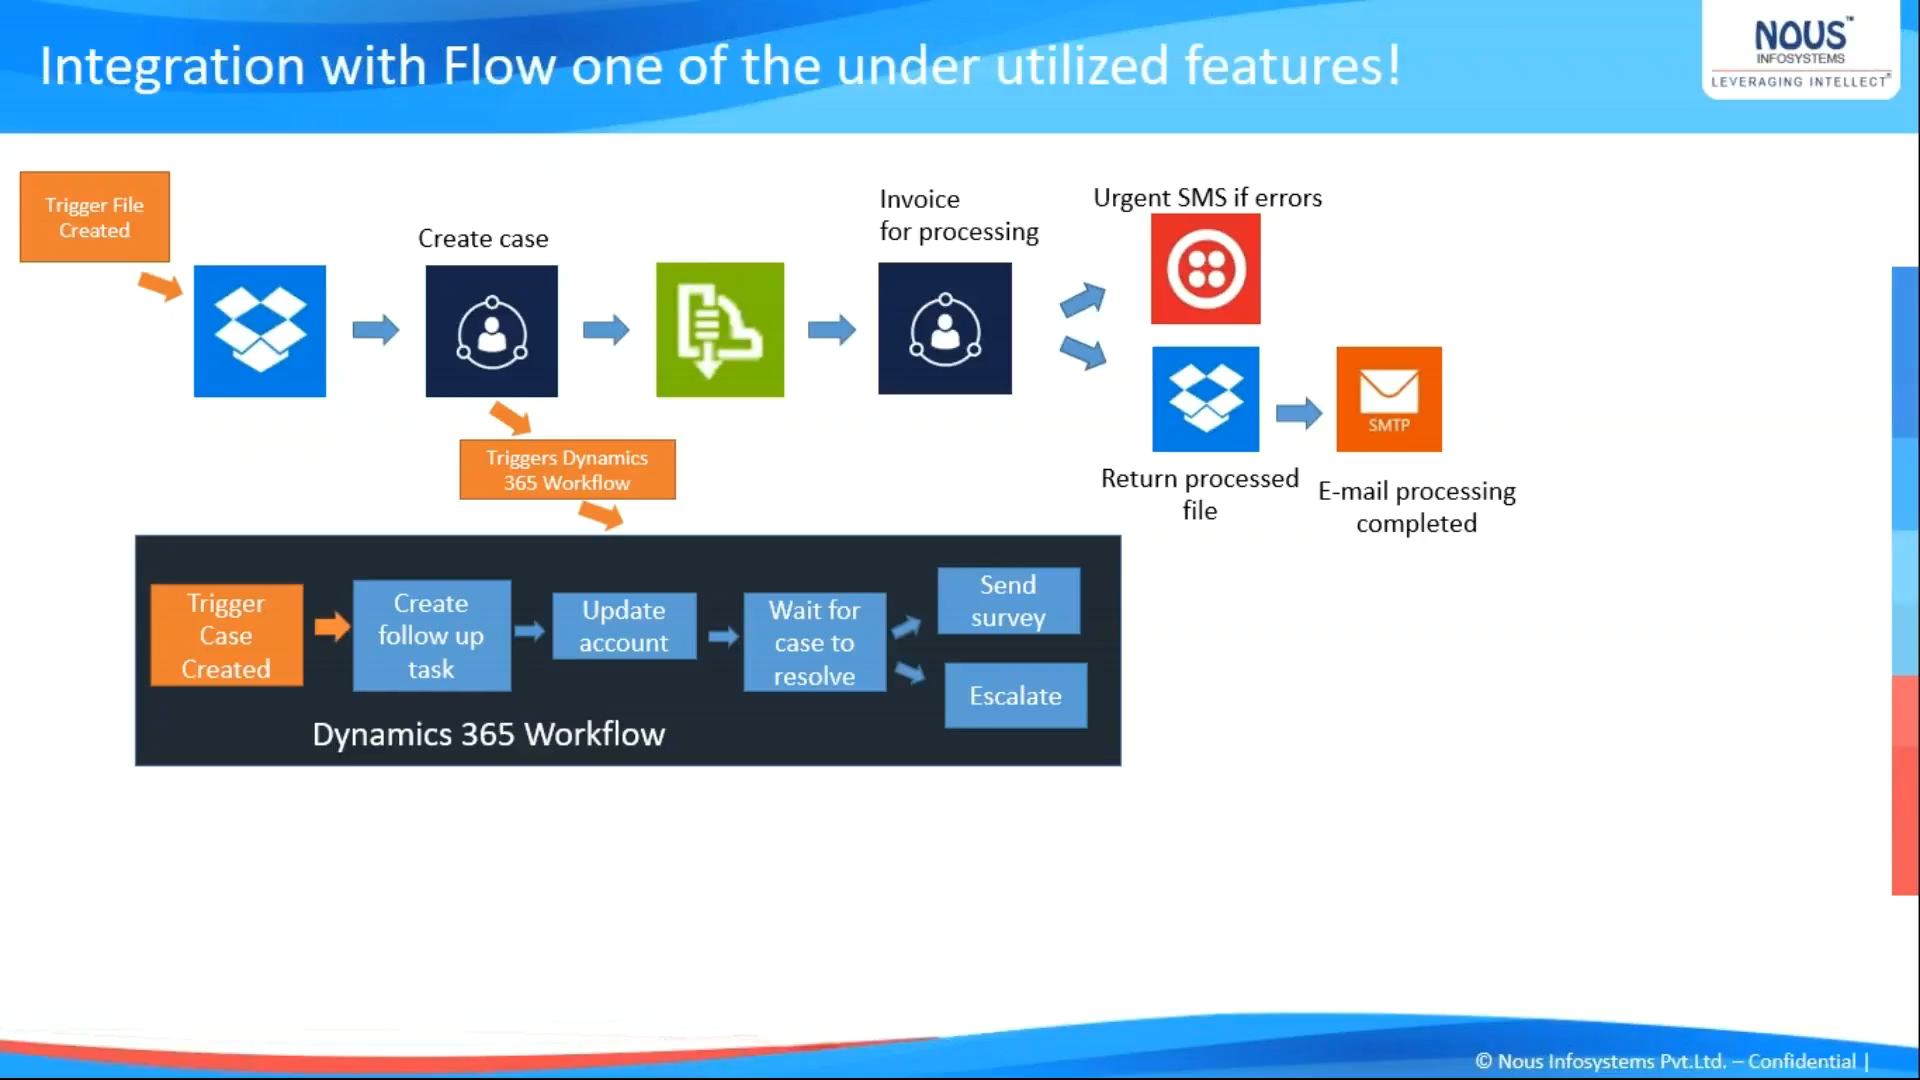 Integration with Flow one of the under utilized features!
NOUS™
INFOSYSTEMS
LEVERAGING INTELLECT®
Trigger File
Created
Create case
Invoice
for processing
Urgent SMS if errors
SMTP
Return processed
file
E-mail processing
completed
Triggers Dynamics
365 Workflow
Trigger
Case
Created
Create
follow up
task
Update
account
Wait for
case to
resolve
Send
survey
Escalate
Dynamics 365 Workflow
© Nous Infosystems Pvt.Ltd. – Confidential |